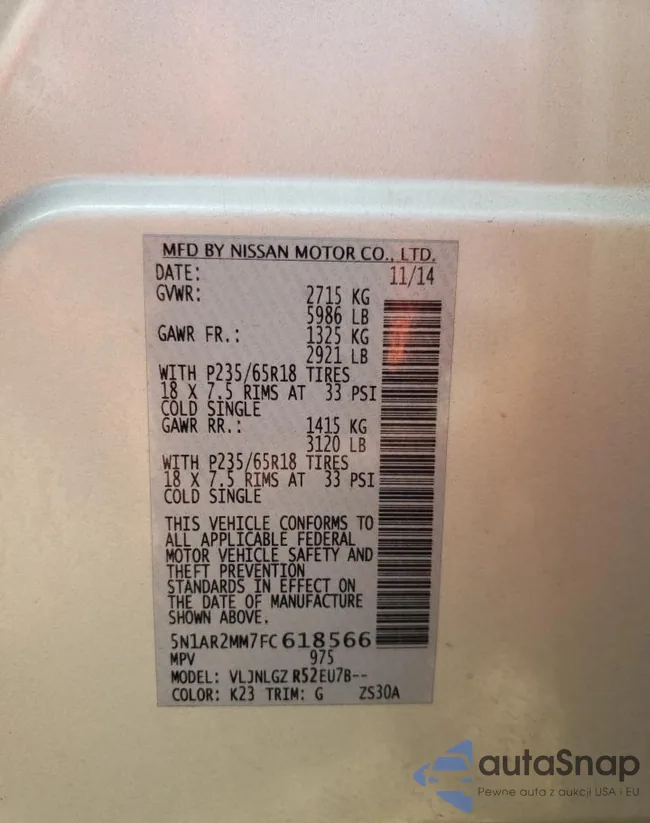 MFD BY NISSAN MOTOR CO., LTD.
DATE: 11/14
GVWR: 2715 KG
5986 LB
GAWR FR.: 1325 KG
2921 LB
WITH P235/65R18 TIRES
18 X 7.5 RIMS AT 33 PSI
COLD SINGLE
GAWR RR.: 1415 KG
3120 LB
WITH P235/65R18 TIRES
18 X 7.5 RIMS AT 33 PSI
COLD SINGLE
THIS VEHICLE CONFORMS TO
ALL APPLICABLE FEDERAL
MOTOR VEHICLE SAFETY AND
THEFT PREVENTION
STANDARDS IN EFFECT ON
THE DATE OF MANUFACTURE
SHOWN ABOVE.
5N1AR2MM7FC618566
MPV 975
MODEL: VLJNLGZ R52EU7B--
COLOR: K23 TRIM: G ZS30A
autaSnap
Pewne auta z aukcji USA i EU